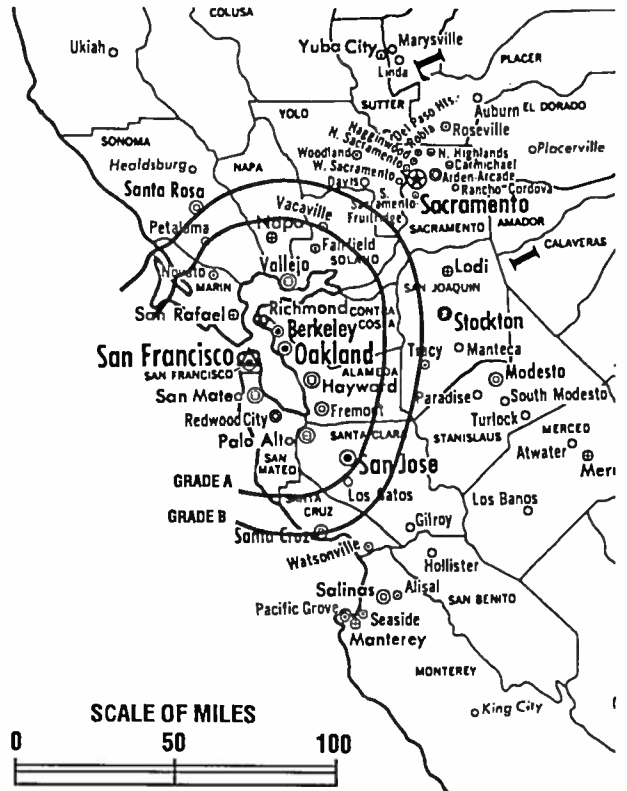 COLUSA
Ukiah
Yuba City
Marysville
Linda
PLACER
SUTTER
YOLO
Auburn
EL DORADO
Del Paso Hts.
Robla
Hagginwood
N. Sacramento
Roseville
SONOMA
NAPA
Woodland
N. Highlands
Placerville
Healdsburg
W. Sacramento
Carmichael
Arden-Arcade
Santa Rosa
Davis
Rancho-Cordova
S.
Sacramento
Fruitridge
Sacramento
Vacaville
Petaluma
Napa
SACRAMENTO
AMADOR
Fairfield
SOLANO
CALAVERAS
Novato
Vallejo
Lodi
MARIN
SAN JOAQUIN
San Rafael
Richmond
CONTRA
COSTA
Berkeley
Stockton
San Francisco
Oakland
Tracy
Manteca
SAN FRANCISCO
ALAMEDA
Hayward
Modesto
San Mateo
Paradise
South Modesto
Redwood City
Fremont
Turlock
Palo Alto
SANTA CLARA
STANISLAUS
MERCED
SAN
MATEO
San Jose
Atwater
Mer
GRADE A
Los Gatos
SANTA
CRUZ
Los Banos
GRADE B
Santa Cruz
Gilroy
Watsonville
Hollister
Salinas
Alisal
SAN BENITO
Pacific Grove
Seaside
Monterey
MONTEREY
King City
SCALE OF MILES
0 50 100